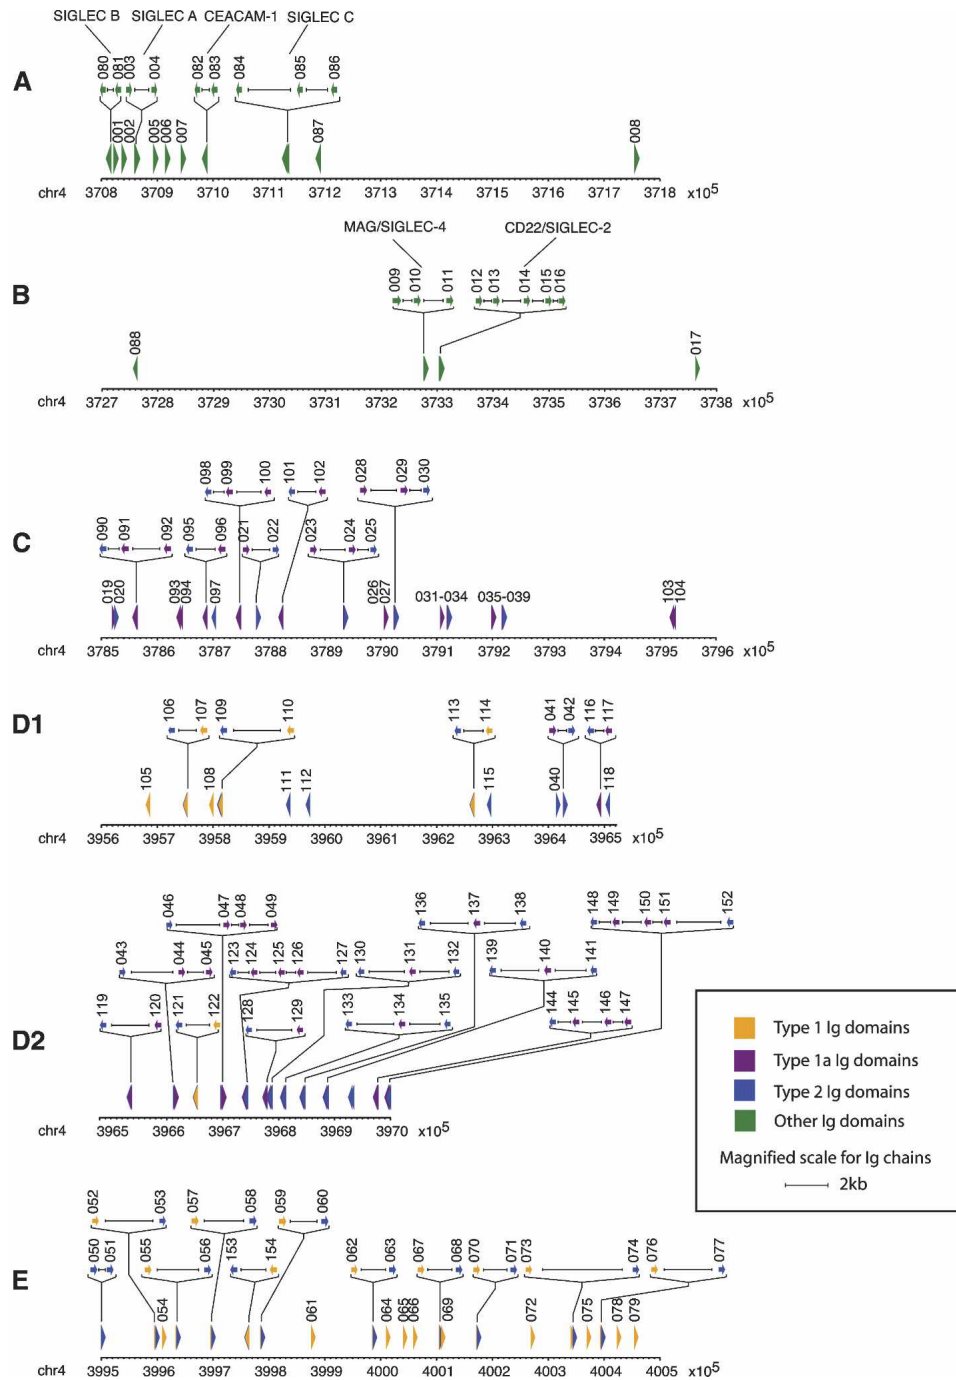 SIGLEC B SIGLEC A CEACAM-1 SIGLEC C
A
080 081 003 004 082 083 084 085 086
001 002 005 006 007 087 008
chr4 3708 3709 3710 3711 3712 3713 3714 3715 3716 3717 3718 x10⁵
MAG/SIGLEC-4 CD22/SIGLEC-2
B
009 010 011 012 013 014 015 016
088 017
chr4 3727 3728 3729 3730 3731 3732 3733 3734 3735 3736 3737 3738 x10⁵
C
098 099 100 101 102 028 029 030
090 091 092 095 096 021 022 023 024 025
019 020 093 094 097 026 027 031-034 035-039 103 104
chr4 3785 3786 3787 3788 3789 3790 3791 3792 3793 3794 3795 3796 x10⁵
D1
106 107 109 110 113 114 041 042 116 117
105 108 111 112 115 040 118
chr4 3956 3957 3958 3959 3960 3961 3962 3963 3964 3965 x10⁵
D2
046 047 048 049 136 137 138 148 149 150 151 152
043 044 045 123 124 125 126 127 130 131 132 139 140 141
119 120 121 122 128 129 133 134 135 144 145 146 147
chr4 3965 3966 3967 3968 3969 3970 x10⁵
Type 1 Ig domains
Type 1a Ig domains
Type 2 Ig domains
Other Ig domains
Magnified scale for Ig chains
2kb
E
052 053 057 058 059 060
050 051 055 056 153 154 062 063 067 068 070 071 073 074 076 077
054 061 064 065 066 069 072 075 078 079
chr4 3995 3996 3997 3998 3999 4000 4001 4002 4003 4004 4005 x10⁵